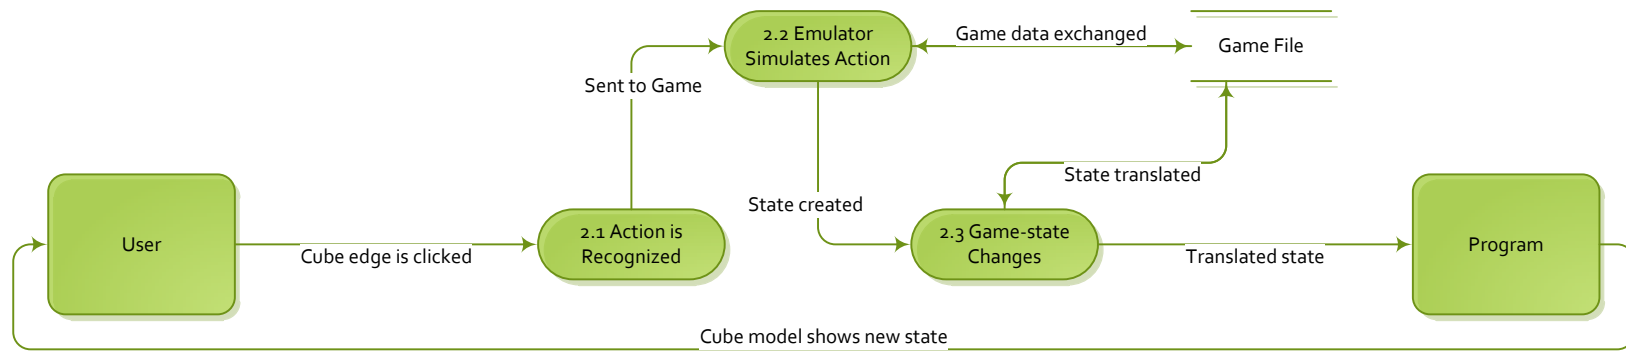 2.2 Emulator
Simulates Action
Game data exchanged
Game File
Sent to Game
State translated
State created
User
Cube edge is clicked
2.1 Action is
Recognized
2.3 Game-state
Changes
Translated state
Program
Cube model shows new state